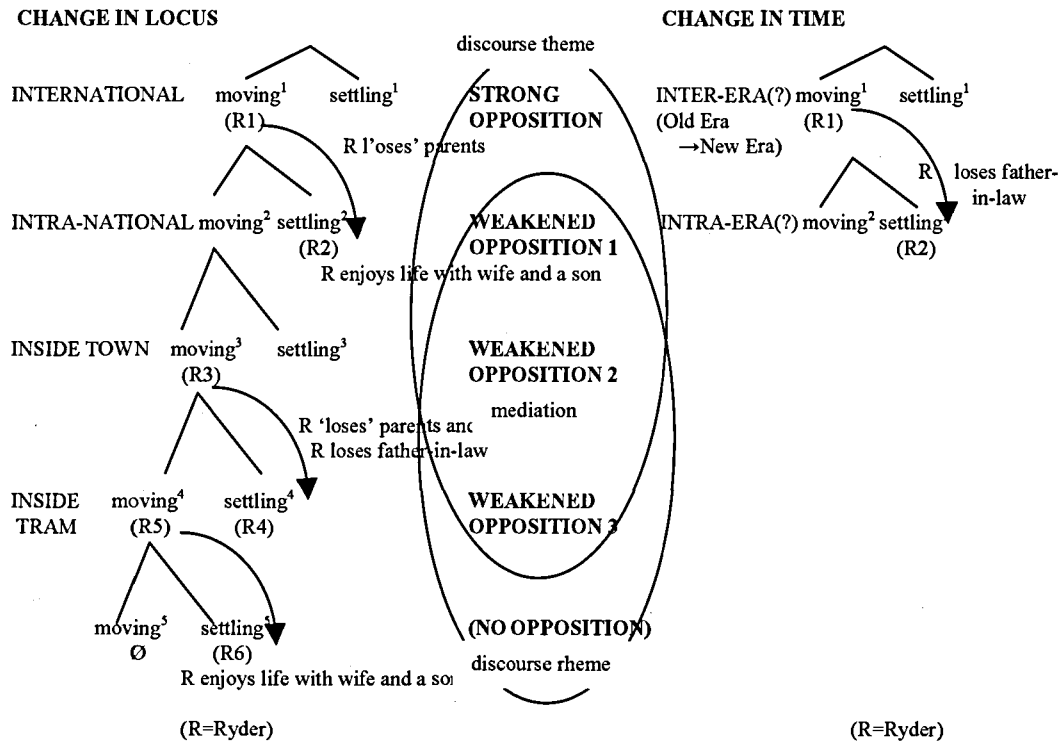 CHANGE IN LOCUS
discourse theme
CHANGE IN TIME
INTERNATIONAL moving¹ settling¹
(R1)
STRONG
OPPOSITION
INTER-ERA(?) moving¹ settling¹
(Old Era (R1)
→New Era)
R l'oses' parents
R loses father-
in-law
INTRA-NATIONAL moving² settling²
(R2)
WEAKENED
OPPOSITION 1
INTRA-ERA(?) moving² settling
(R2)
R enjoys life with wife and a son
INSIDE TOWN moving³ settling³
(R3)
WEAKENED
OPPOSITION 2
mediation
R 'loses' parents and
R loses father-in-law
INSIDE moving⁴ settling⁴
TRAM (R5) (R4)
WEAKENED
OPPOSITION 3
moving⁵ settling⁵
Ø (R6)
(NO OPPOSITION)
discourse rheme
R enjoys life with wife and a son
(R=Ryder)
(R=Ryder)